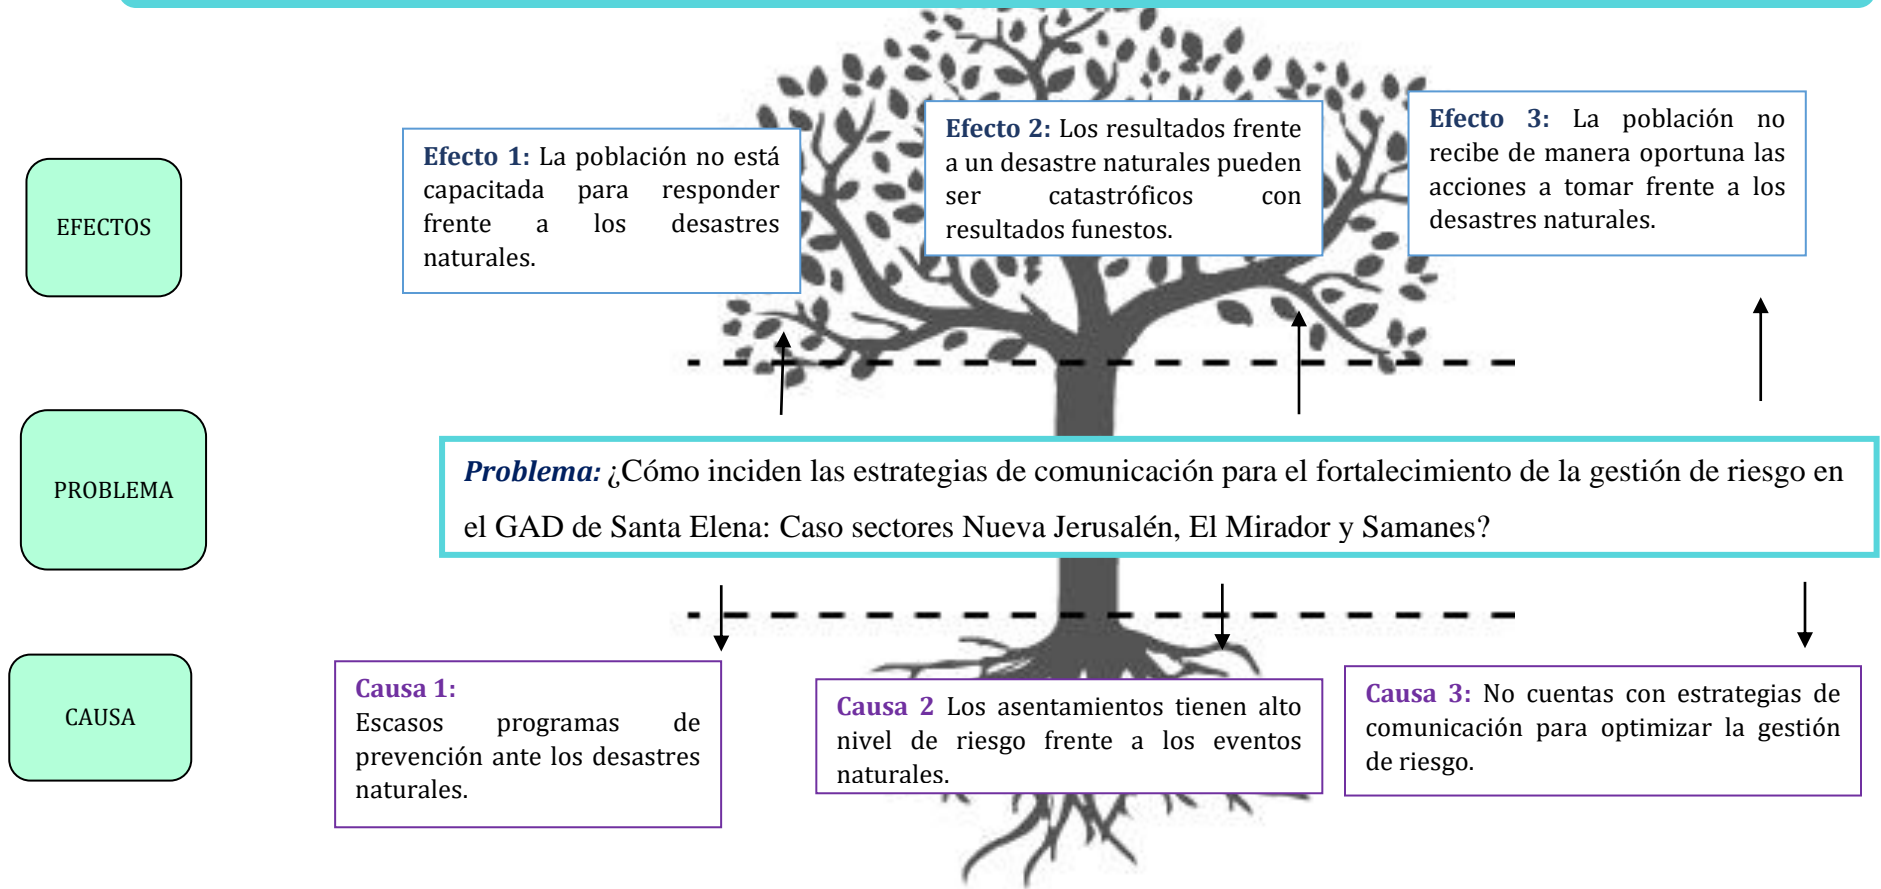 EFECTOS
Efecto 1: La población no está
capacitada para responder
frente a los desastres
naturales.
Efecto 2: Los resultados frente
a un desastre naturales pueden
ser catastróficos con
resultados funestos.
Efecto 3: La población no
recibe de manera oportuna las
acciones a tomar frente a los
desastres naturales.
PROBLEMA
Problema: ¿Cómo inciden las estrategias de comunicación para el fortalecimiento de la gestión de riesgo en
el GAD de Santa Elena: Caso sectores Nueva Jerusalén, El Mirador y Samanes?
CAUSA
Causa 1:
Escasos programas de
prevención ante los desastres
naturales.
Causa 2 Los asentamientos tienen alto
nivel de riesgo frente a los eventos
naturales.
Causa 3: No cuentas con estrategias de
comunicación para optimizar la gestión
de riesgo.